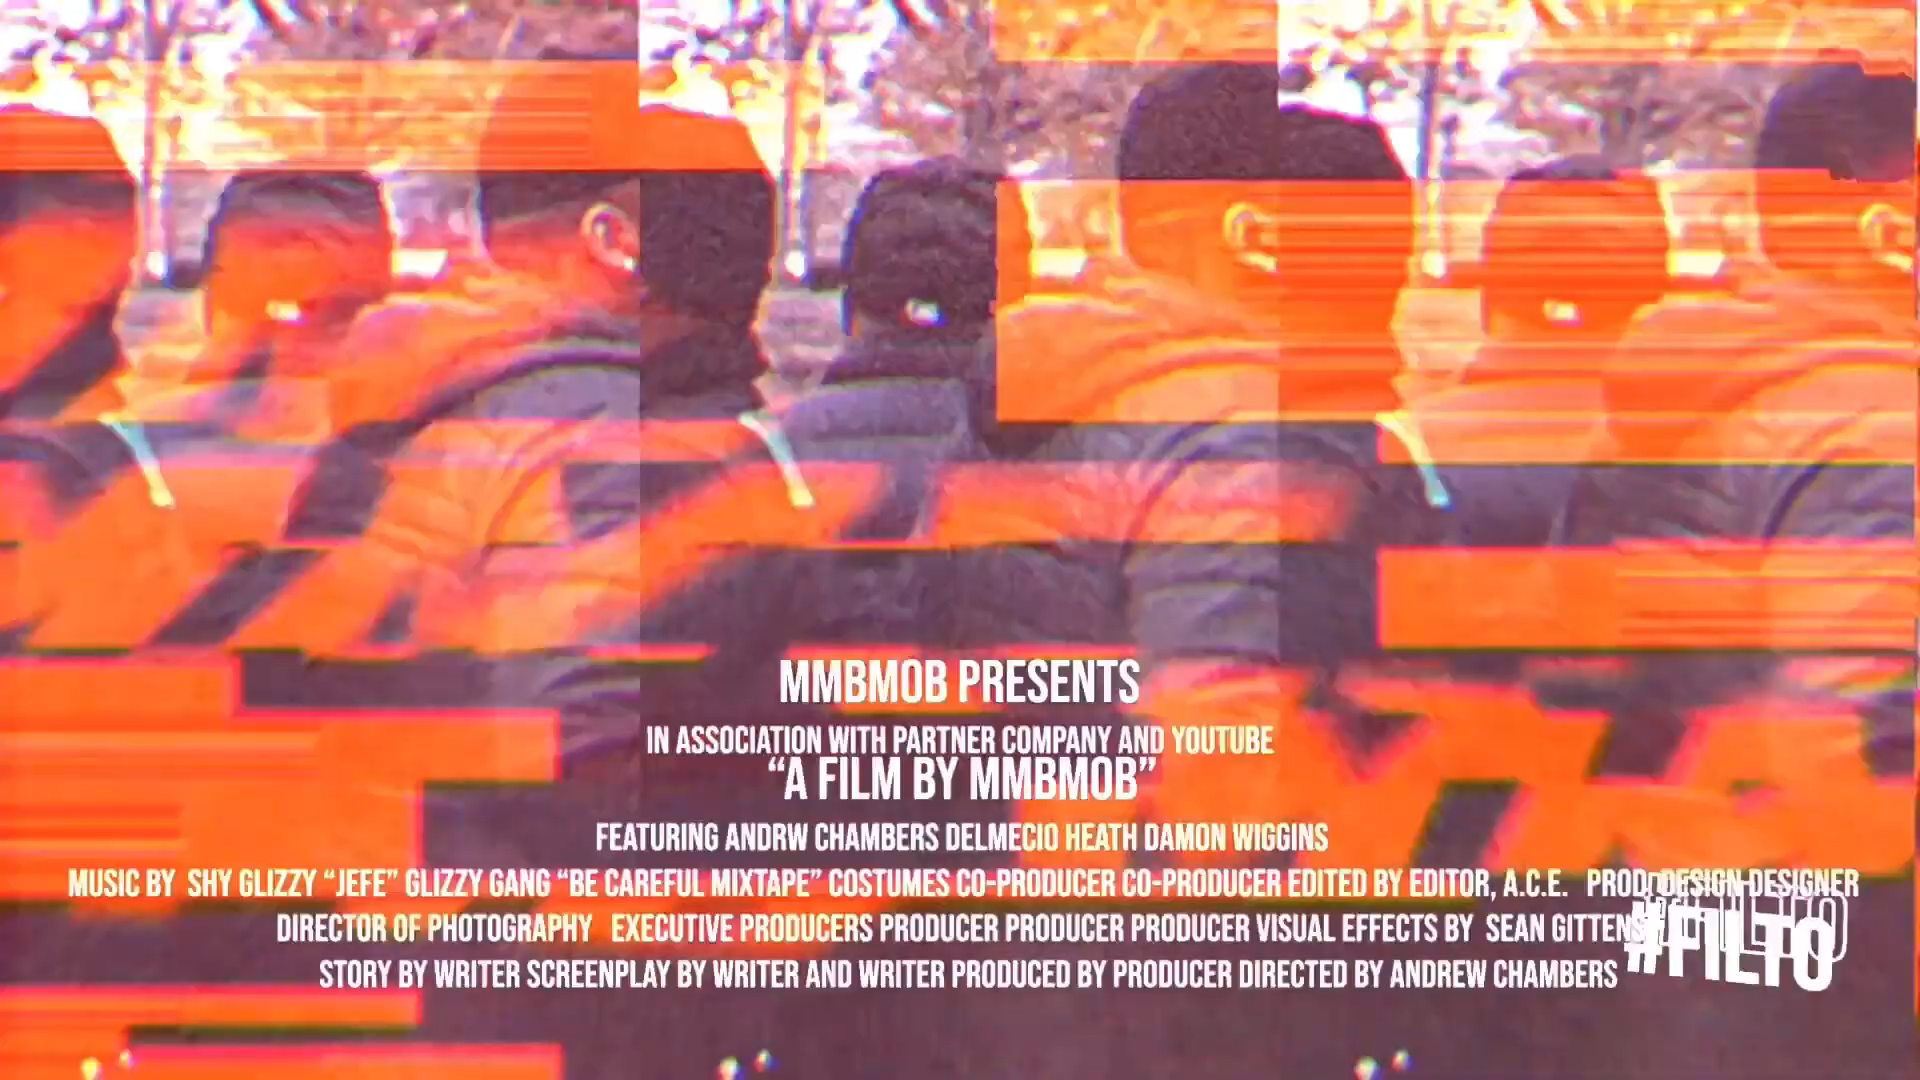 MMBMOB PRESENTS
IN ASSOCIATION WITH PARTNER COMPANY AND YOUTUBE
“A FILM BY MMBMOB”
FEATURING ANDRW CHAMBERS DELMECIO HEATH DAMON WIGGINS
MUSIC BY SHY GLIZZY “JEFE” GLIZZY GANG “BE CAREFUL MIXTAPE” COSTUMES CO-PRODUCER CO-PRODUCER EDITED BY EDITOR, A.C.E. PROD. DESIGN DESIGNER
DIRECTOR OF PHOTOGRAPHY EXECUTIVE PRODUCERS PRODUCER PRODUCER PRODUCER VISUAL EFFECTS BY SEAN GITTENS
STORY BY WRITER SCREENPLAY BY WRITER AND WRITER PRODUCED BY PRODUCER DIRECTED BY ANDREW CHAMBERS
#FILTO